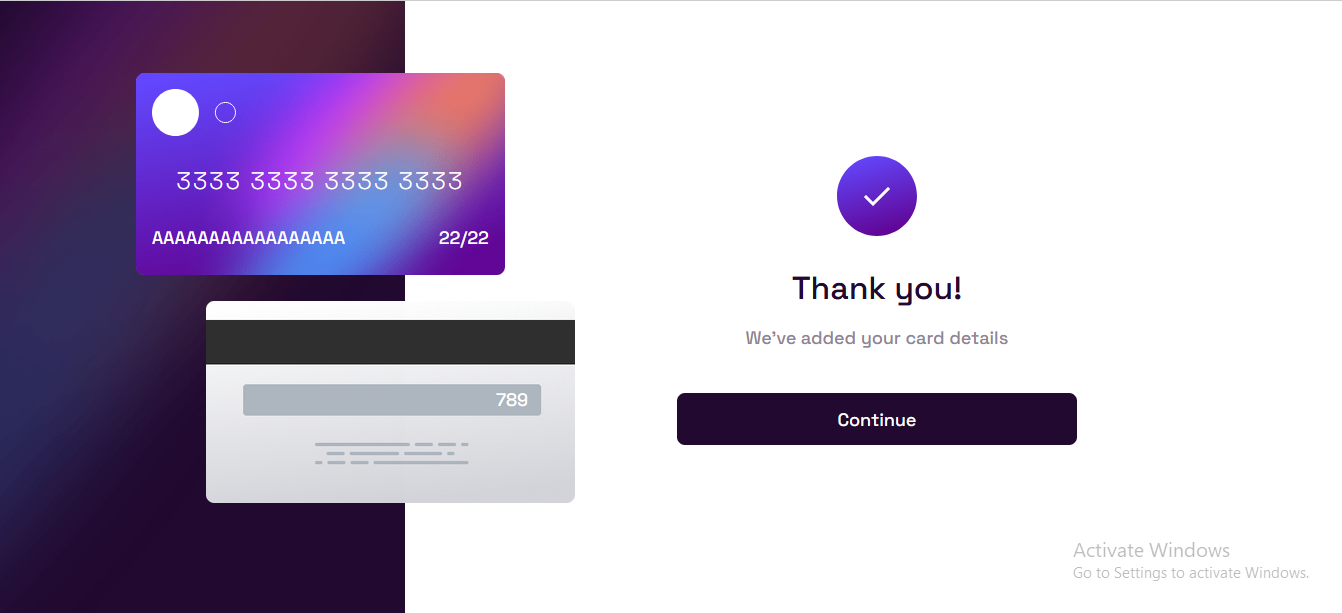 3333 3333 3333 3333
AAAAAAAAAAAAAAAAA 22/22
789
Thank you!
We've added your card details
Continue
Activate Windows
Go to Settings to activate Windows.